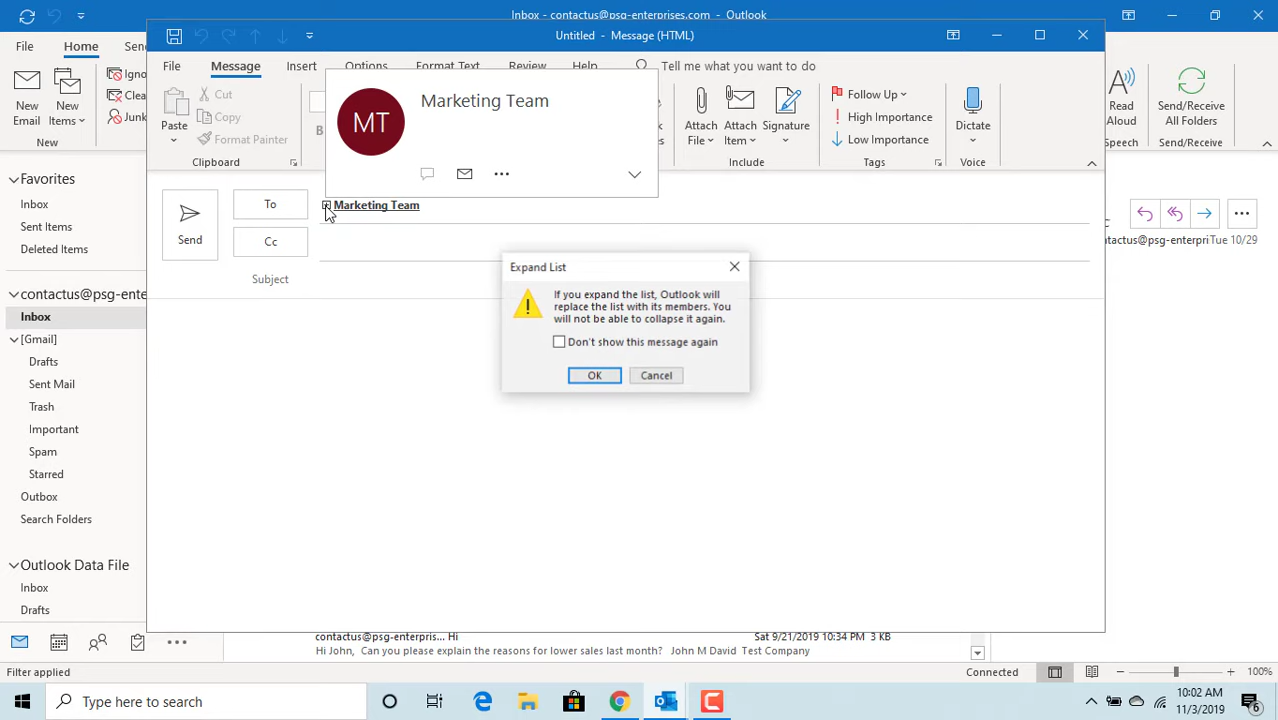 Inbox - contactus@psg-enterprises.com - Outlook
Untitled - Message (HTML)
File
Home
File
Message
Insert
Options
Format Text
Review
Help
Tell me what you want to do
New Email
New Items
Clea
Junk
New
Paste
Cut
Copy
Format Painter
Clipboard
B
MT
Marketing Team
Attach File
Attach Item
Signature
Include
Follow Up
High Importance
Low Importance
Tags
Dictate
Voice
Read Aloud
Speech
Send/Receive All Folders
Send/Receive
Send
To
Marketing Team
Cc
Subject
Tue 10/29
Favorites
Inbox
Sent Items
Deleted Items
contactus@psg-ente
Inbox
[Gmail]
Drafts
Sent Mail
Trash
Important
Spam
Starred
Outbox
Search Folders
Outlook Data File
Inbox
Drafts
Expand List
If you expand the list, Outlook will
replace the list with its members. You
will not be able to collapse it again.
Don't show this message again
OK
Cancel
contactus@psg-enterpris... Hi
Sat 9/21/2019 10:34 PM 3 KB
Hi John, Can you please explain the reasons for lower sales last month? John M David Test Company
Filter applied
Connected
100%
Type here to search
10:02 AM
11/3/2019
6